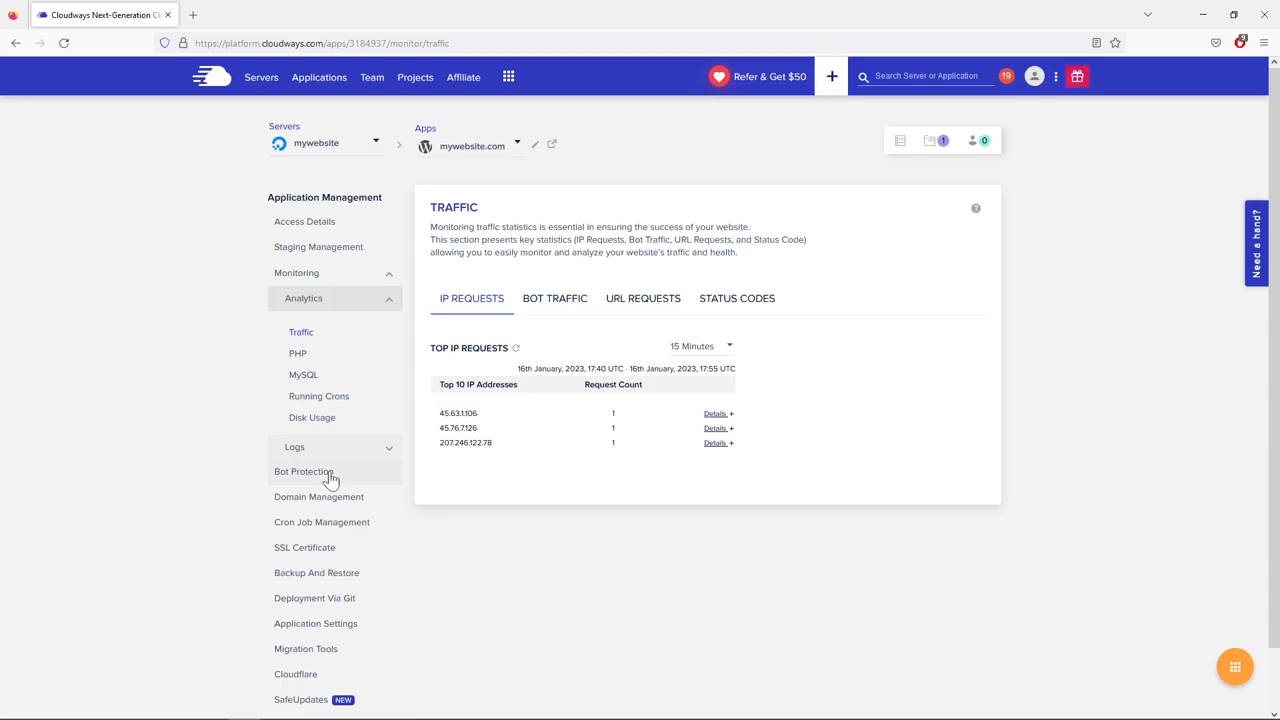 Cloudways Next-Generation Cl
https://platform.cloudways.com/apps/3184937/monitor/traffic
Servers Applications Team Projects Affiliate
Refer & Get $50
+
Search Server or Application
19
Servers
mywebsite
Apps
mywebsite.com
1
0
Application Management
Access Details
Staging Management
Monitoring
Analytics
Traffic
PHP
MySQL
Running Crons
Disk Usage
Logs
Bot Protection
Domain Management
Cron Job Management
SSL Certificate
Backup And Restore
Deployment Via Git
Application Settings
Migration Tools
Cloudflare
SafeUpdates NEW
TRAFFIC
Monitoring traffic statistics is essential in ensuring the success of your website.
This section presents key statistics (IP Requests, Bot Traffic, URL Requests, and Status Code)
allowing you to easily monitor and analyze your website's traffic and health.
IP REQUESTS BOT TRAFFIC URL REQUESTS STATUS CODES
TOP IP REQUESTS
15 Minutes
16th January, 2023, 17:40 UTC - 16th January, 2023, 17:55 UTC
Top 10 IP Addresses Request Count
45.63.1.106 1 Details +
45.76.7.126 1 Details +
207.246.122.78 1 Details +
Need a hand?